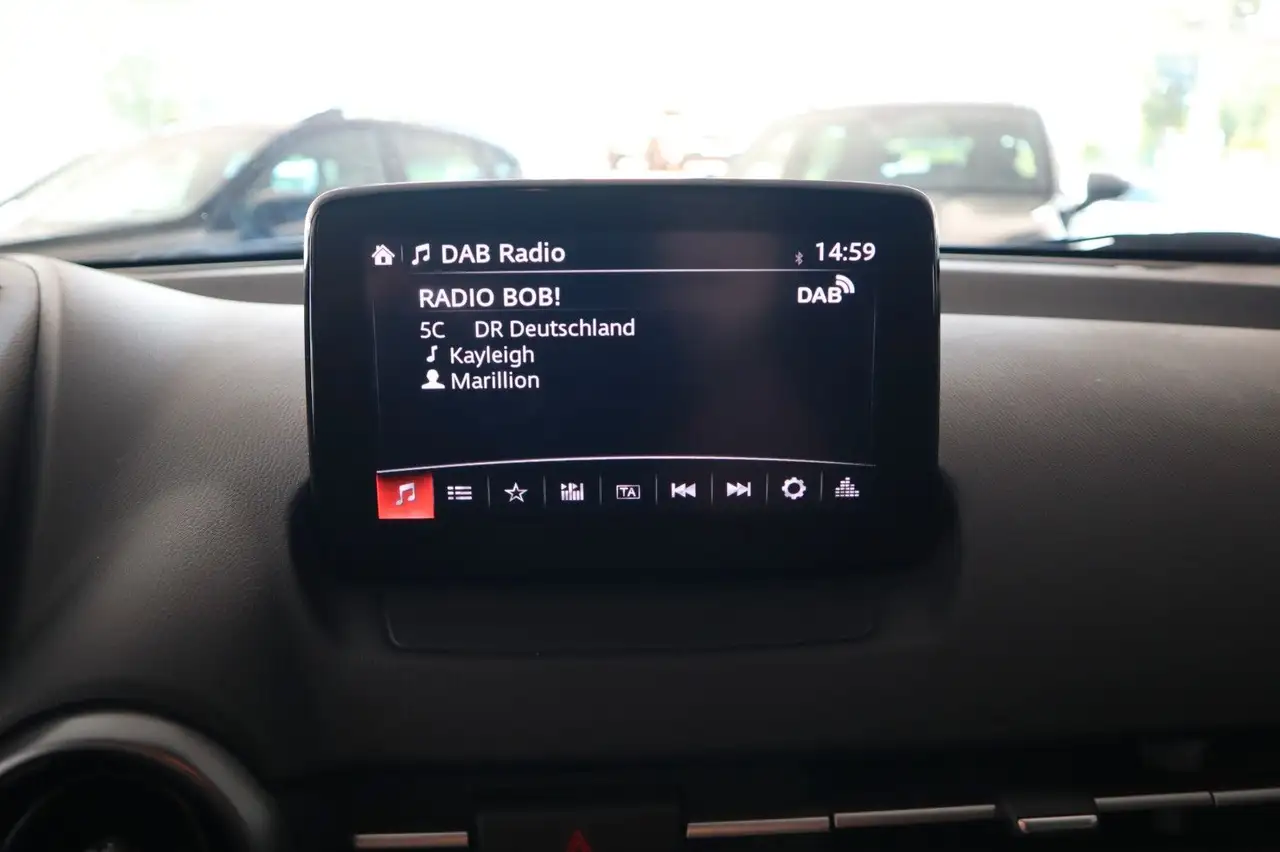 DAB Radio 14:59
RADIO BOB! DAB
5C DR Deutschland
Kayleigh
Marillion
TA